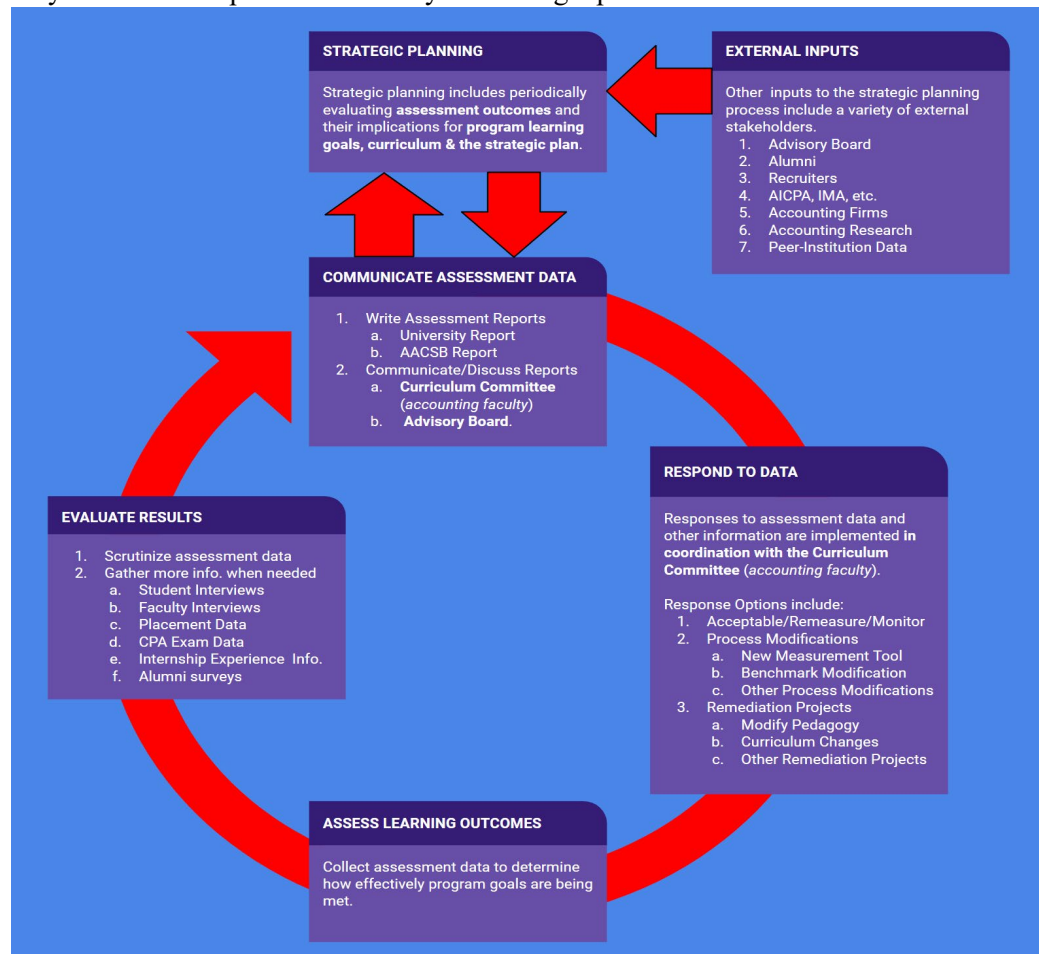 STRATEGIC PLANNING
Strategic planning includes periodically
evaluating assessment outcomes and
their implications for program learning
goals, curriculum & the strategic plan.
EXTERNAL INPUTS
Other inputs to the strategic planning
process include a variety of external
stakeholders.
1. Advisory Board
2. Alumni
3. Recruiters
4. AICPA, IMA, etc.
5. Accounting Firms
6. Accounting Research
7. Peer-Institution Data
COMMUNICATE ASSESSMENT DATA
1. Write Assessment Reports
a. University Report
b. AACSB Report
2. Communicate/Discuss Reports
a. Curriculum Committee
(accounting faculty)
b. Advisory Board.
RESPOND TO DATA
Responses to assessment data and
other information are implemented in
coordination with the Curriculum
Committee (accounting faculty).
Response Options include:
1. Acceptable/Remeasure/Monitor
2. Process Modifications
a. New Measurement Tool
b. Benchmark Modification
c. Other Process Modifications
3. Remediation Projects
a. Modify Pedagogy
b. Curriculum Changes
c. Other Remediation Projects
EVALUATE RESULTS
1. Scrutinize assessment data
2. Gather more info. when needed
a. Student Interviews
b. Faculty Interviews
c. Placement Data
d. CPA Exam Data
e. Internship Experience Info.
f. Alumni surveys
ASSESS LEARNING OUTCOMES
Collect assessment data to determine
how effectively program goals are being
met.